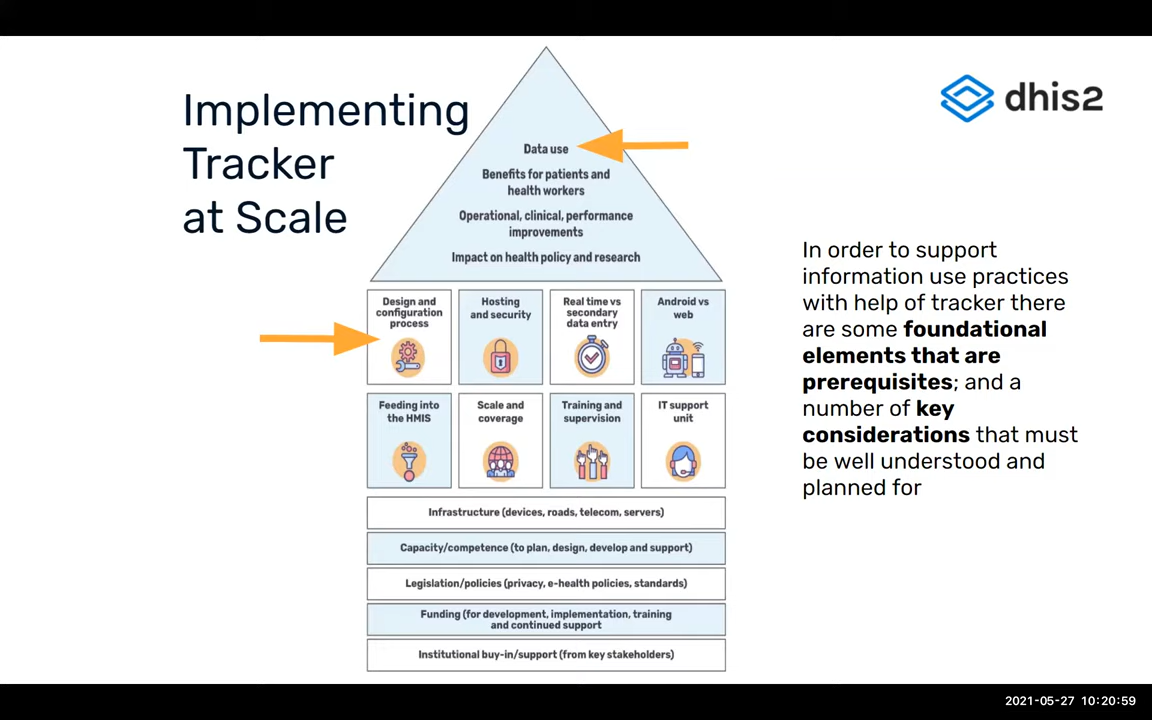 Implementing
Tracker
at Scale
dhis2
Data use
Benefits for patients and
health workers
Operational, clinical, performance
improvements
Impact on health policy and research
Design and
configuration
process
Hosting
and security
Real time vs
secondary
data entry
Android vs
web
Feeding into
the HMIS
Scale and
coverage
Training and
supervision
IT support
unit
Infrastructure (devices, roads, telecom, servers)
Capacity/competence (to plan, design, develop and support)
Legislation/policies (privacy, e-health policies, standards)
Funding (for development, implementation, training
and continued support
Institutional buy-in/support (from key stakeholders)
In order to support
information use practices
with help of tracker there
are some foundational
elements that are
prerequisites; and a
number of key
considerations that must
be well understood and
planned for
2021-05-27 10:20:59